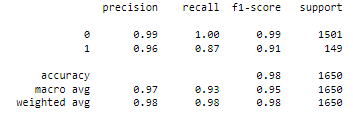 precision recall f1-score support
0 0.99 1.00 0.99 1501
1 0.96 0.87 0.91 149
accuracy 0.98 1650
macro avg 0.97 0.93 0.95 1650
weighted avg 0.98 0.98 0.98 1650